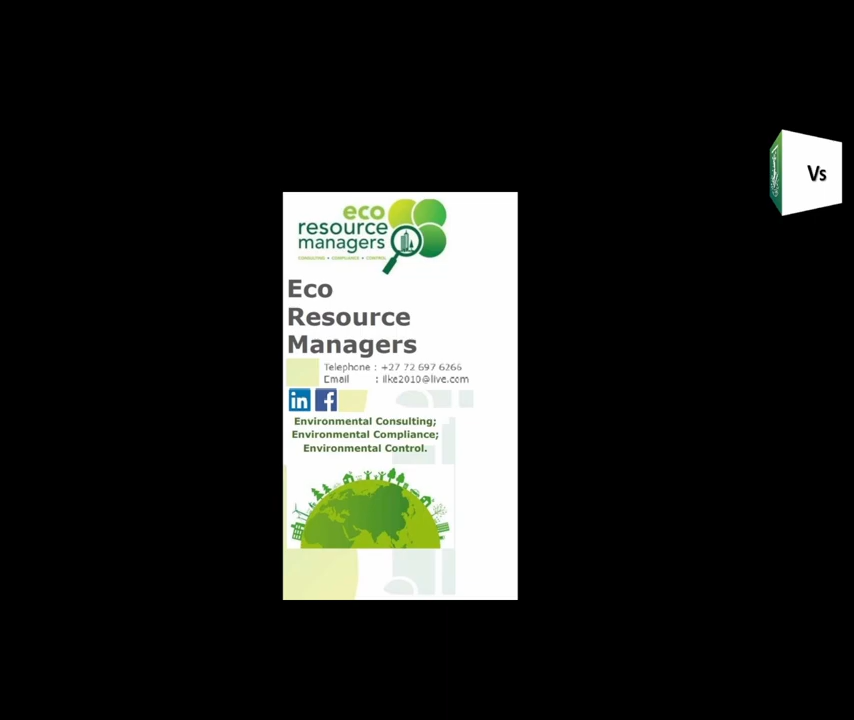 eco
resource
managers
CONSULTING • COMPLIANCE • CONTROL
Eco
Resource
Managers
Telephone : +27 72 697 6266
Email : ilke2010@live.com
in f
Environmental Consulting;
Environmental Compliance;
Environmental Control.
Vs